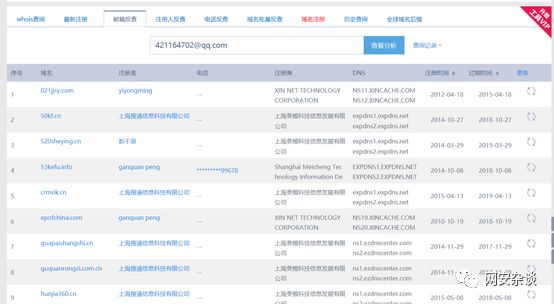 whois查询 最新注册 邮箱反查 注册人反查 电话反查 域名批量反查 域名注册 历史查询 全球域名后缀
升级
工具VIP
421164702@qq.com 查看分析 查询记录
序号 域名 注册者 电话 注册商 DNS 注册时间 过期时间 更新
1 021jjsy.com yiyongming -- XIN NET TECHNOLOGY CORPORATION NS11.XINCACHE.COM NS12.XINCACHE.COM 2012-04-18 2015-04-18
2 50kf.cn 上海搜道信息科技有限公司 -- 上海美橙科技信息发展有限公司 expdns1.expdns.net expdns2.expdns.net 2014-10-27 2018-10-27
3 520sheying.cn 彭干泉 -- 上海美橙科技信息发展有限公司 expdns1.expdns.net expdns2.expdns.net 2014-03-29 2019-03-29
4 53kefu.info ganquan peng *********99678 Shanghai Meicheng Technology Information De EXPDNS1.EXPDNS.NET EXPDNS2.EXPDNS.NET 2014-10-08 2018-10-08
5 crmok.cn 上海搜道信息科技有限公司 -- 上海美橙科技信息发展有限公司 expdns1.expdns.net expdns2.expdns.net 2015-04-13 2019-04-13
6 epofchina.com ganquan peng -- XIN NET TECHNOLOGY CORPORATION NS19.XINCACHE.COM NS20.XINCACHE.COM 2010-10-19 2018-10-19
7 guapaishangshi.cn 上海搜道信息科技有限公司 -- 上海美橙科技信息发展有限公司 ns1.ezdnscenter.com ns2.ezdnscenter.com 2014-11-29 2017-11-29
8 guquanrongzi.com.cn 上海搜道信息科技有限公司 -- 上海美橙科技信息发展有限公司 ns1.ezdnscenter.com ns2.ezdnscenter.com 2014-11-29
9 hunjia360.cn 上海搜道信息科技有限公司 上海美橙科技信息发展有限公司 ns1.ezdnscenter.com ns2.ezdnscenter.com 2015-05-08 2018-05-08
网安杂谈